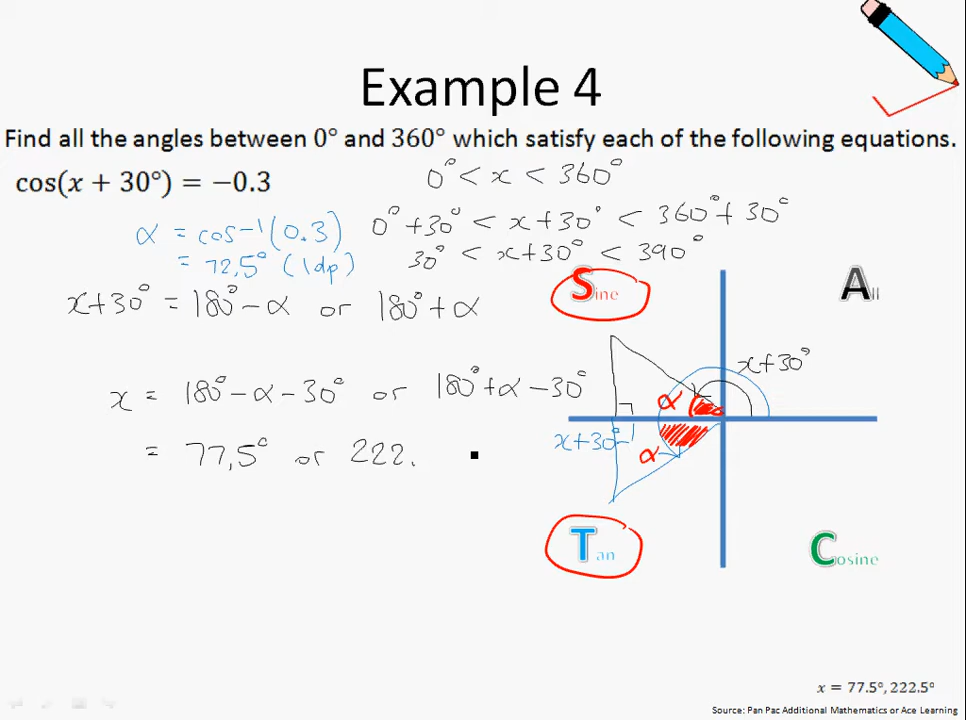 Example 4
Find all the angles between 0° and 360° which satisfy each of the following equations.
cos(x + 30°) = −0.3
0° < x < 360°
α = cos⁻¹(0.3)
0° + 30° < x + 30° < 360° + 30°
= 72.5° (1dp)
30° < x + 30° < 390°
x + 30° = 180° − α or 180° + α
Sine
All
x + 30°
x = 180° − α − 30° or 180° + α − 30°
α
x + 30°
= 77.5° or 222.
α
Tan
Cosine
x = 77.5°, 222.5°
Source: Pan Pac Additional Mathematics or Ace Learning